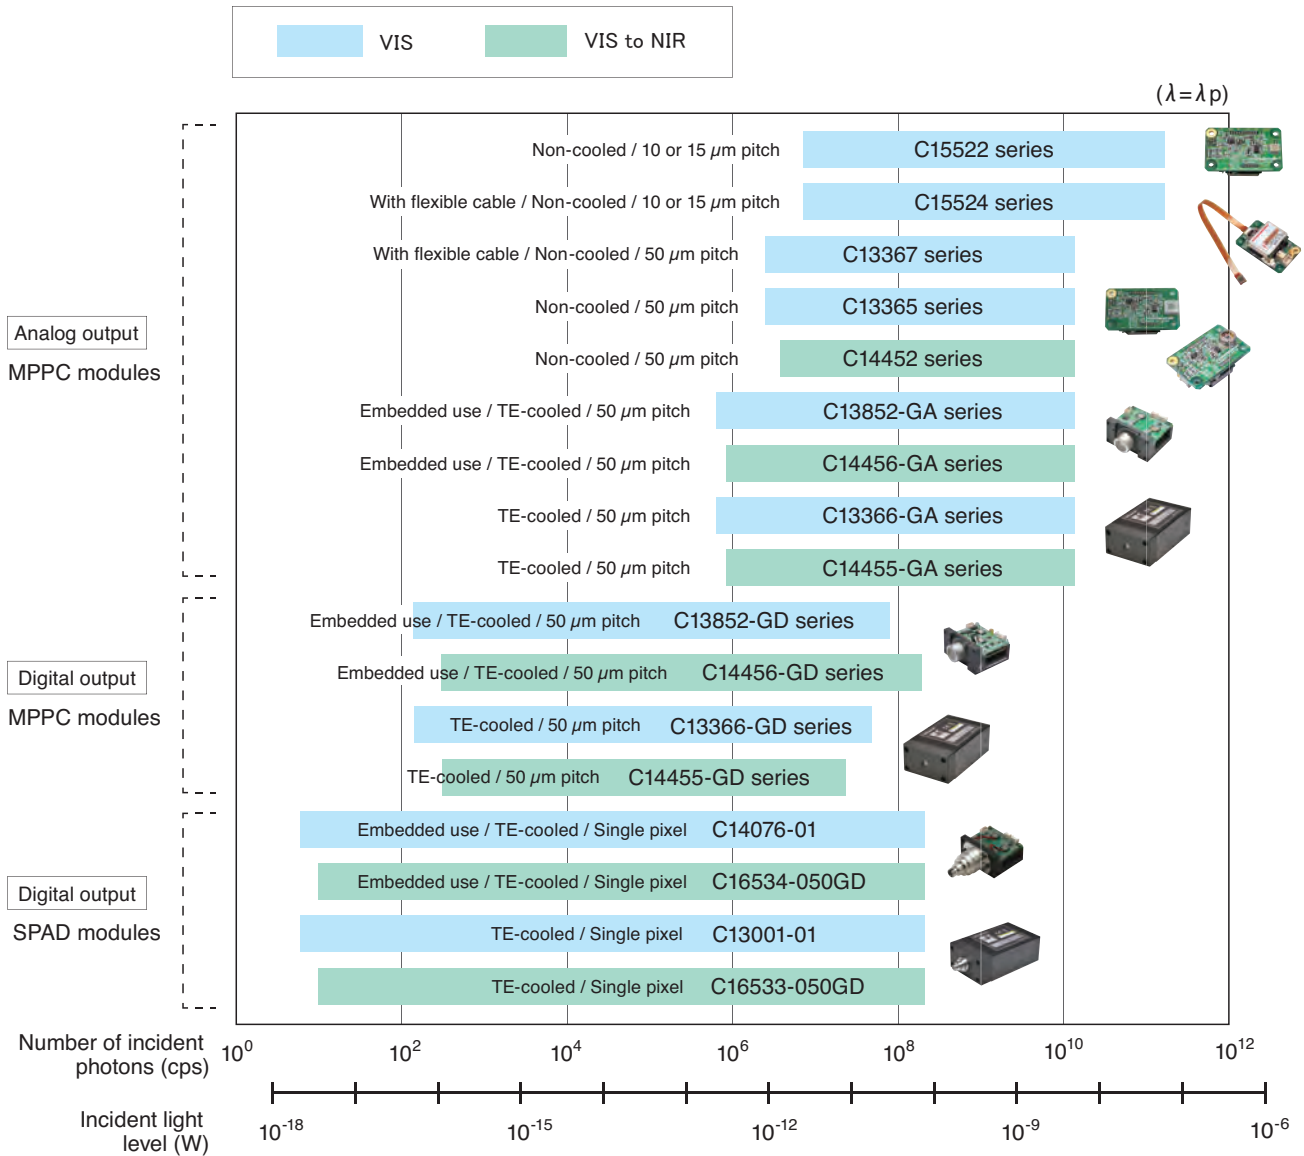 VIS
VIS to NIR
(λ=λp)
Non-cooled / 10 or 15 µm pitch
C15522 series
With flexible cable / Non-cooled / 10 or 15 µm pitch
C15524 series
With flexible cable / Non-cooled / 50 µm pitch
C13367 series
Non-cooled / 50 µm pitch
C13365 series
Analog output
MPPC modules
Non-cooled / 50 µm pitch
C14452 series
Embedded use / TE-cooled / 50 µm pitch
C13852-GA series
Embedded use / TE-cooled / 50 µm pitch
C14456-GA series
TE-cooled / 50 µm pitch
C13366-GA series
TE-cooled / 50 µm pitch
C14455-GA series
Embedded use / TE-cooled / 50 µm pitch
C13852-GD series
Digital output
MPPC modules
Embedded use / TE-cooled / 50 µm pitch
C14456-GD series
TE-cooled / 50 µm pitch
C13366-GD series
TE-cooled / 50 µm pitch
C14455-GD series
Embedded use / TE-cooled / Single pixel
C14076-01
Digital output
SPAD modules
Embedded use / TE-cooled / Single pixel
C16534-050GD
TE-cooled / Single pixel
C13001-01
TE-cooled / Single pixel
C16533-050GD
Number of incident
photons (cps)
10⁰ 10² 10⁴ 10⁶ 10⁸ 10¹⁰ 10¹²
Incident light
level (W)
10⁻¹⁸ 10⁻¹⁵ 10⁻¹² 10⁻⁹ 10⁻⁶